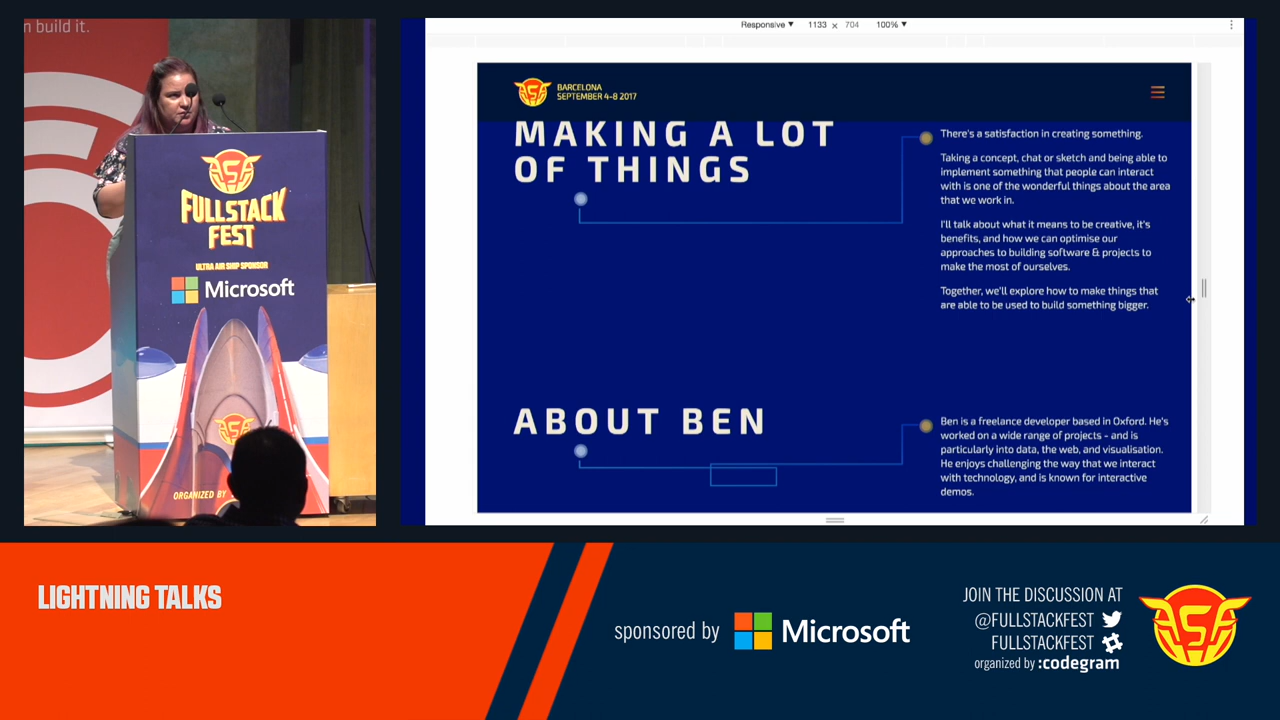 n build it.
FULLSTACK
FEST
ULTRA AIR SHIP SPONSOR
Microsoft
ORGANIZED BY
Responsive ▼ 1133 × 704 100% ▼
BARCELONA
SEPTEMBER 4-8 2017
MAKING A LOT
OF THINGS
There's a satisfaction in creating something.
Taking a concept, chat or sketch and being able to
implement something that people can interact
with is one of the wonderful things about the area
that we work in.
I'll talk about what it means to be creative, it's
benefits, and how we can optimise our
approaches to building software & projects to
make the most of ourselves.
Together, we'll explore how to make things that
are able to be used to build something bigger.
ABOUT BEN
Ben is a freelance developer based in Oxford. He's
worked on a wide range of projects - and is
particularly into data, the web, and visualisation.
He enjoys challenging the way that we interact
with technology, and is known for interactive
demos.
LIGHTNING TALKS
sponsored by Microsoft
JOIN THE DISCUSSION AT
@FULLSTACKFEST
FULLSTACKFEST
organized by :codegram